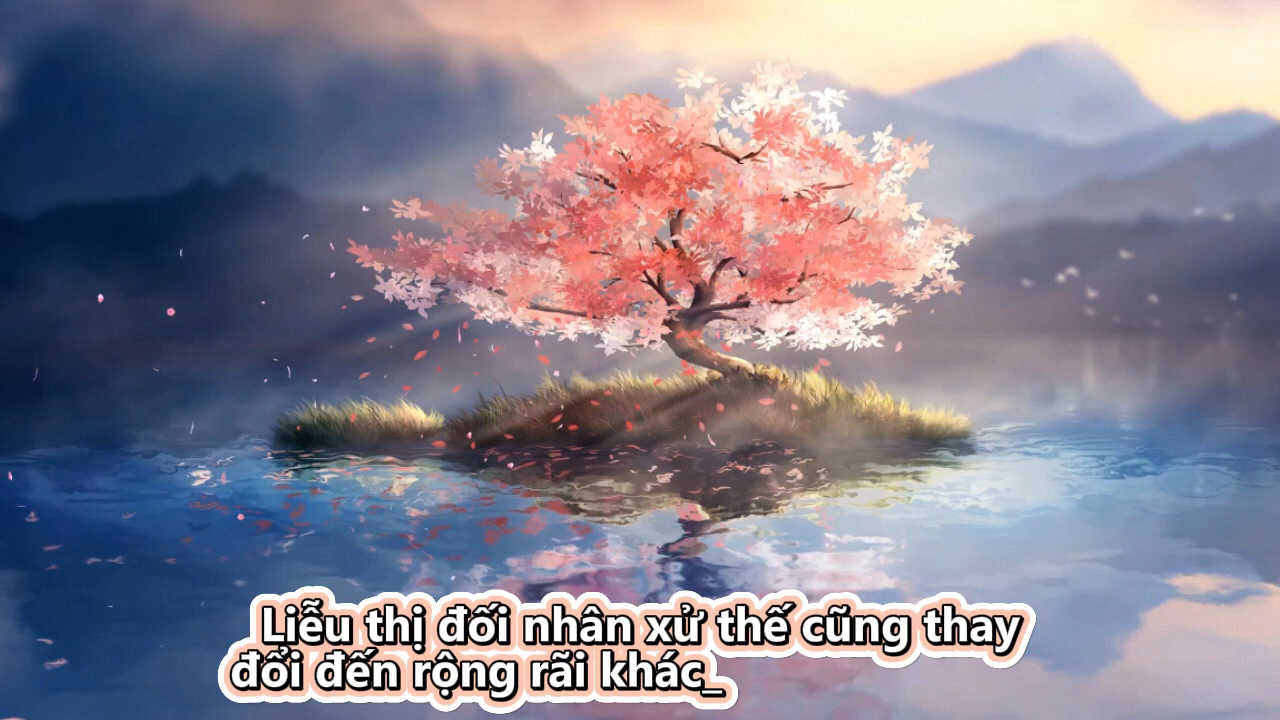 Liễu thị đối nhân xử thế cũng thay
đổi đến rộng rãi khác_